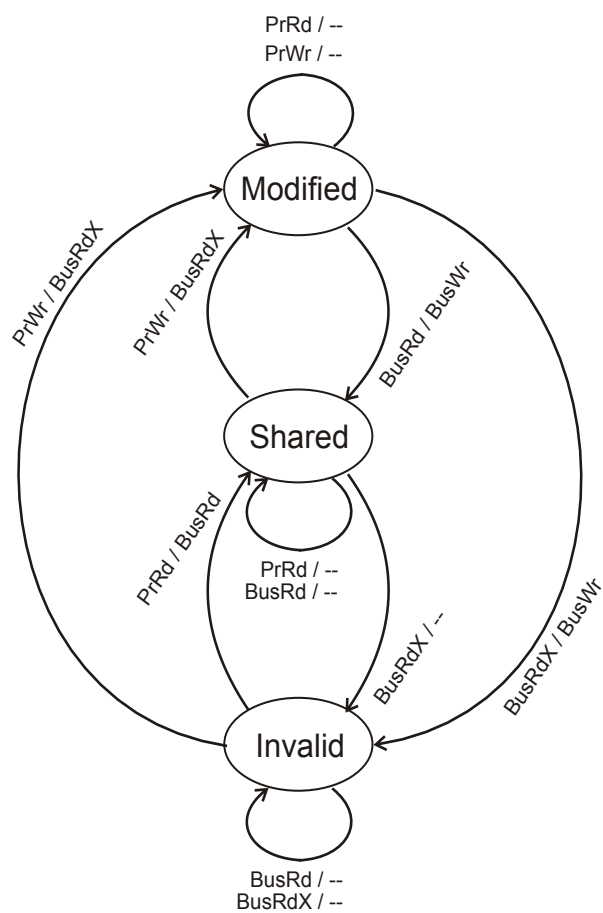 PrRd / --
PrWr / --
Modified
PrWr / BusRdX
PrWr / BusRdX
BusRd / BusWr
Shared
PrRd / BusRd
PrRd / --
BusRd / --
BusRdX / --
BusRdX / BusWr
Invalid
BusRd / --
BusRdX / --